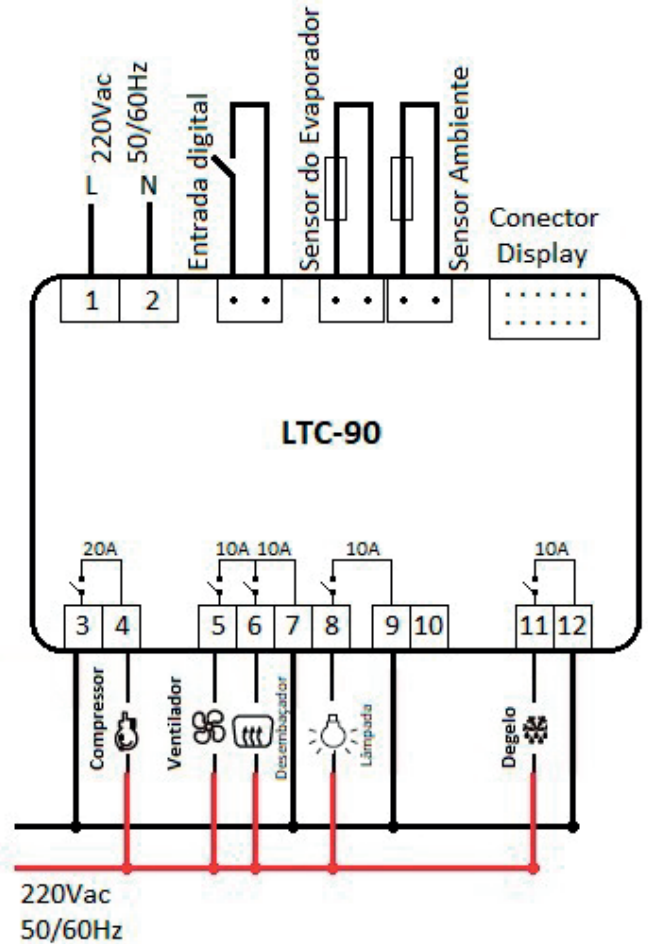 220Vac
50/60Hz
L
N
Entrada digital
Sensor do Evaporador
Sensor Ambiente
Conector
Display
1
2
LTC-90
20A
10A
10A
10A
10A
3
4
5
6
7
8
9
10
11
12
Compressor
Ventilador
Desembaçador
Lâmpada
Degelo
220Vac
50/60Hz